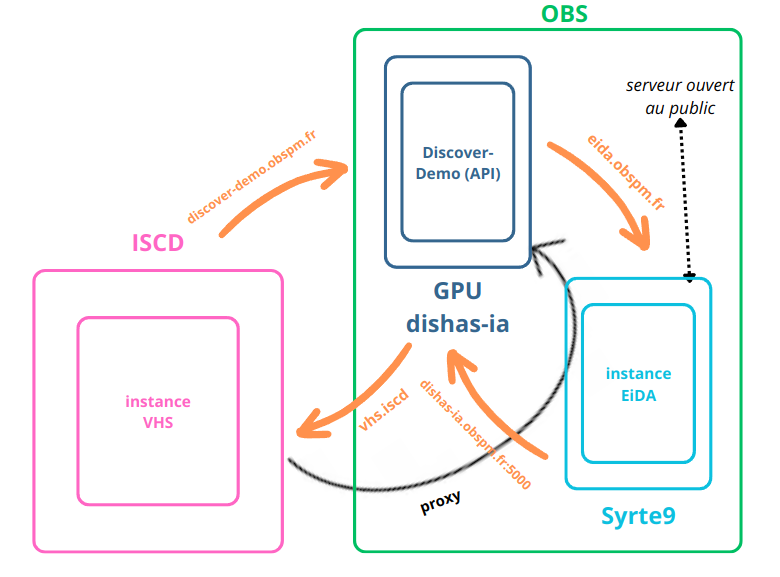 OBS
serveur ouvert
au public
Discover-
Demo (API)
eida.obspm.fr
discover-demo.obspm.fr
ISCD
GPU
dishas-ia
instance
VHS
vhs.iscd
dishas-ia.obspm.fr:5000
instance
EiDA
proxy
Syrte9